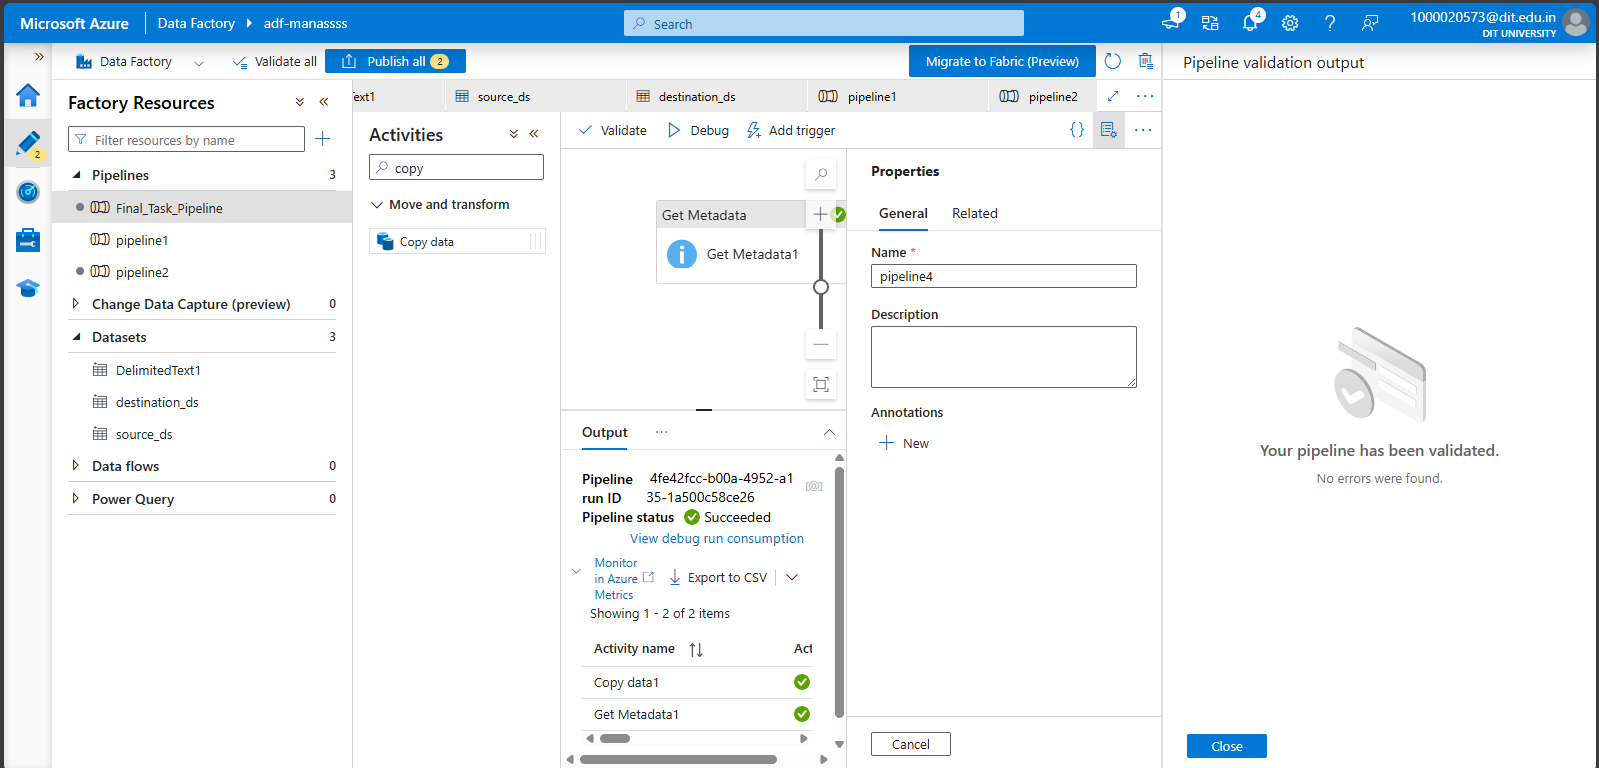 Microsoft Azure
Data Factory
adf-manassss
Search
1
4
1000020573@dit.edu.in
DIT UNIVERSITY
Data Factory
Validate all
Publish all 2
Migrate to Fabric (Preview)
Pipeline validation output
2
Factory Resources
Filter resources by name
Pipelines 3
Final_Task_Pipeline
pipeline1
pipeline2
Change Data Capture (preview) 0
Datasets 3
DelimitedText1
destination_ds
source_ds
Data flows 0
Power Query 0
Text1
source_ds
destination_ds
pipeline1
pipeline2
Activities
copy
Move and transform
Copy data
Validate
Debug
Add trigger
Get Metadata
Get Metadata1
Output
Pipeline run ID
4fe42fcc-b00a-4952-a1
35-1a500c58ce26
Pipeline status Succeeded
View debug run consumption
Monitor
in Azure
Metrics
Export to CSV
Showing 1 - 2 of 2 items
Activity name Act
Copy data1
Get Metadata1
Properties
General
Related
Name *
pipeline4
Description
Annotations
New
Cancel
Your pipeline has been validated.
No errors were found.
Close